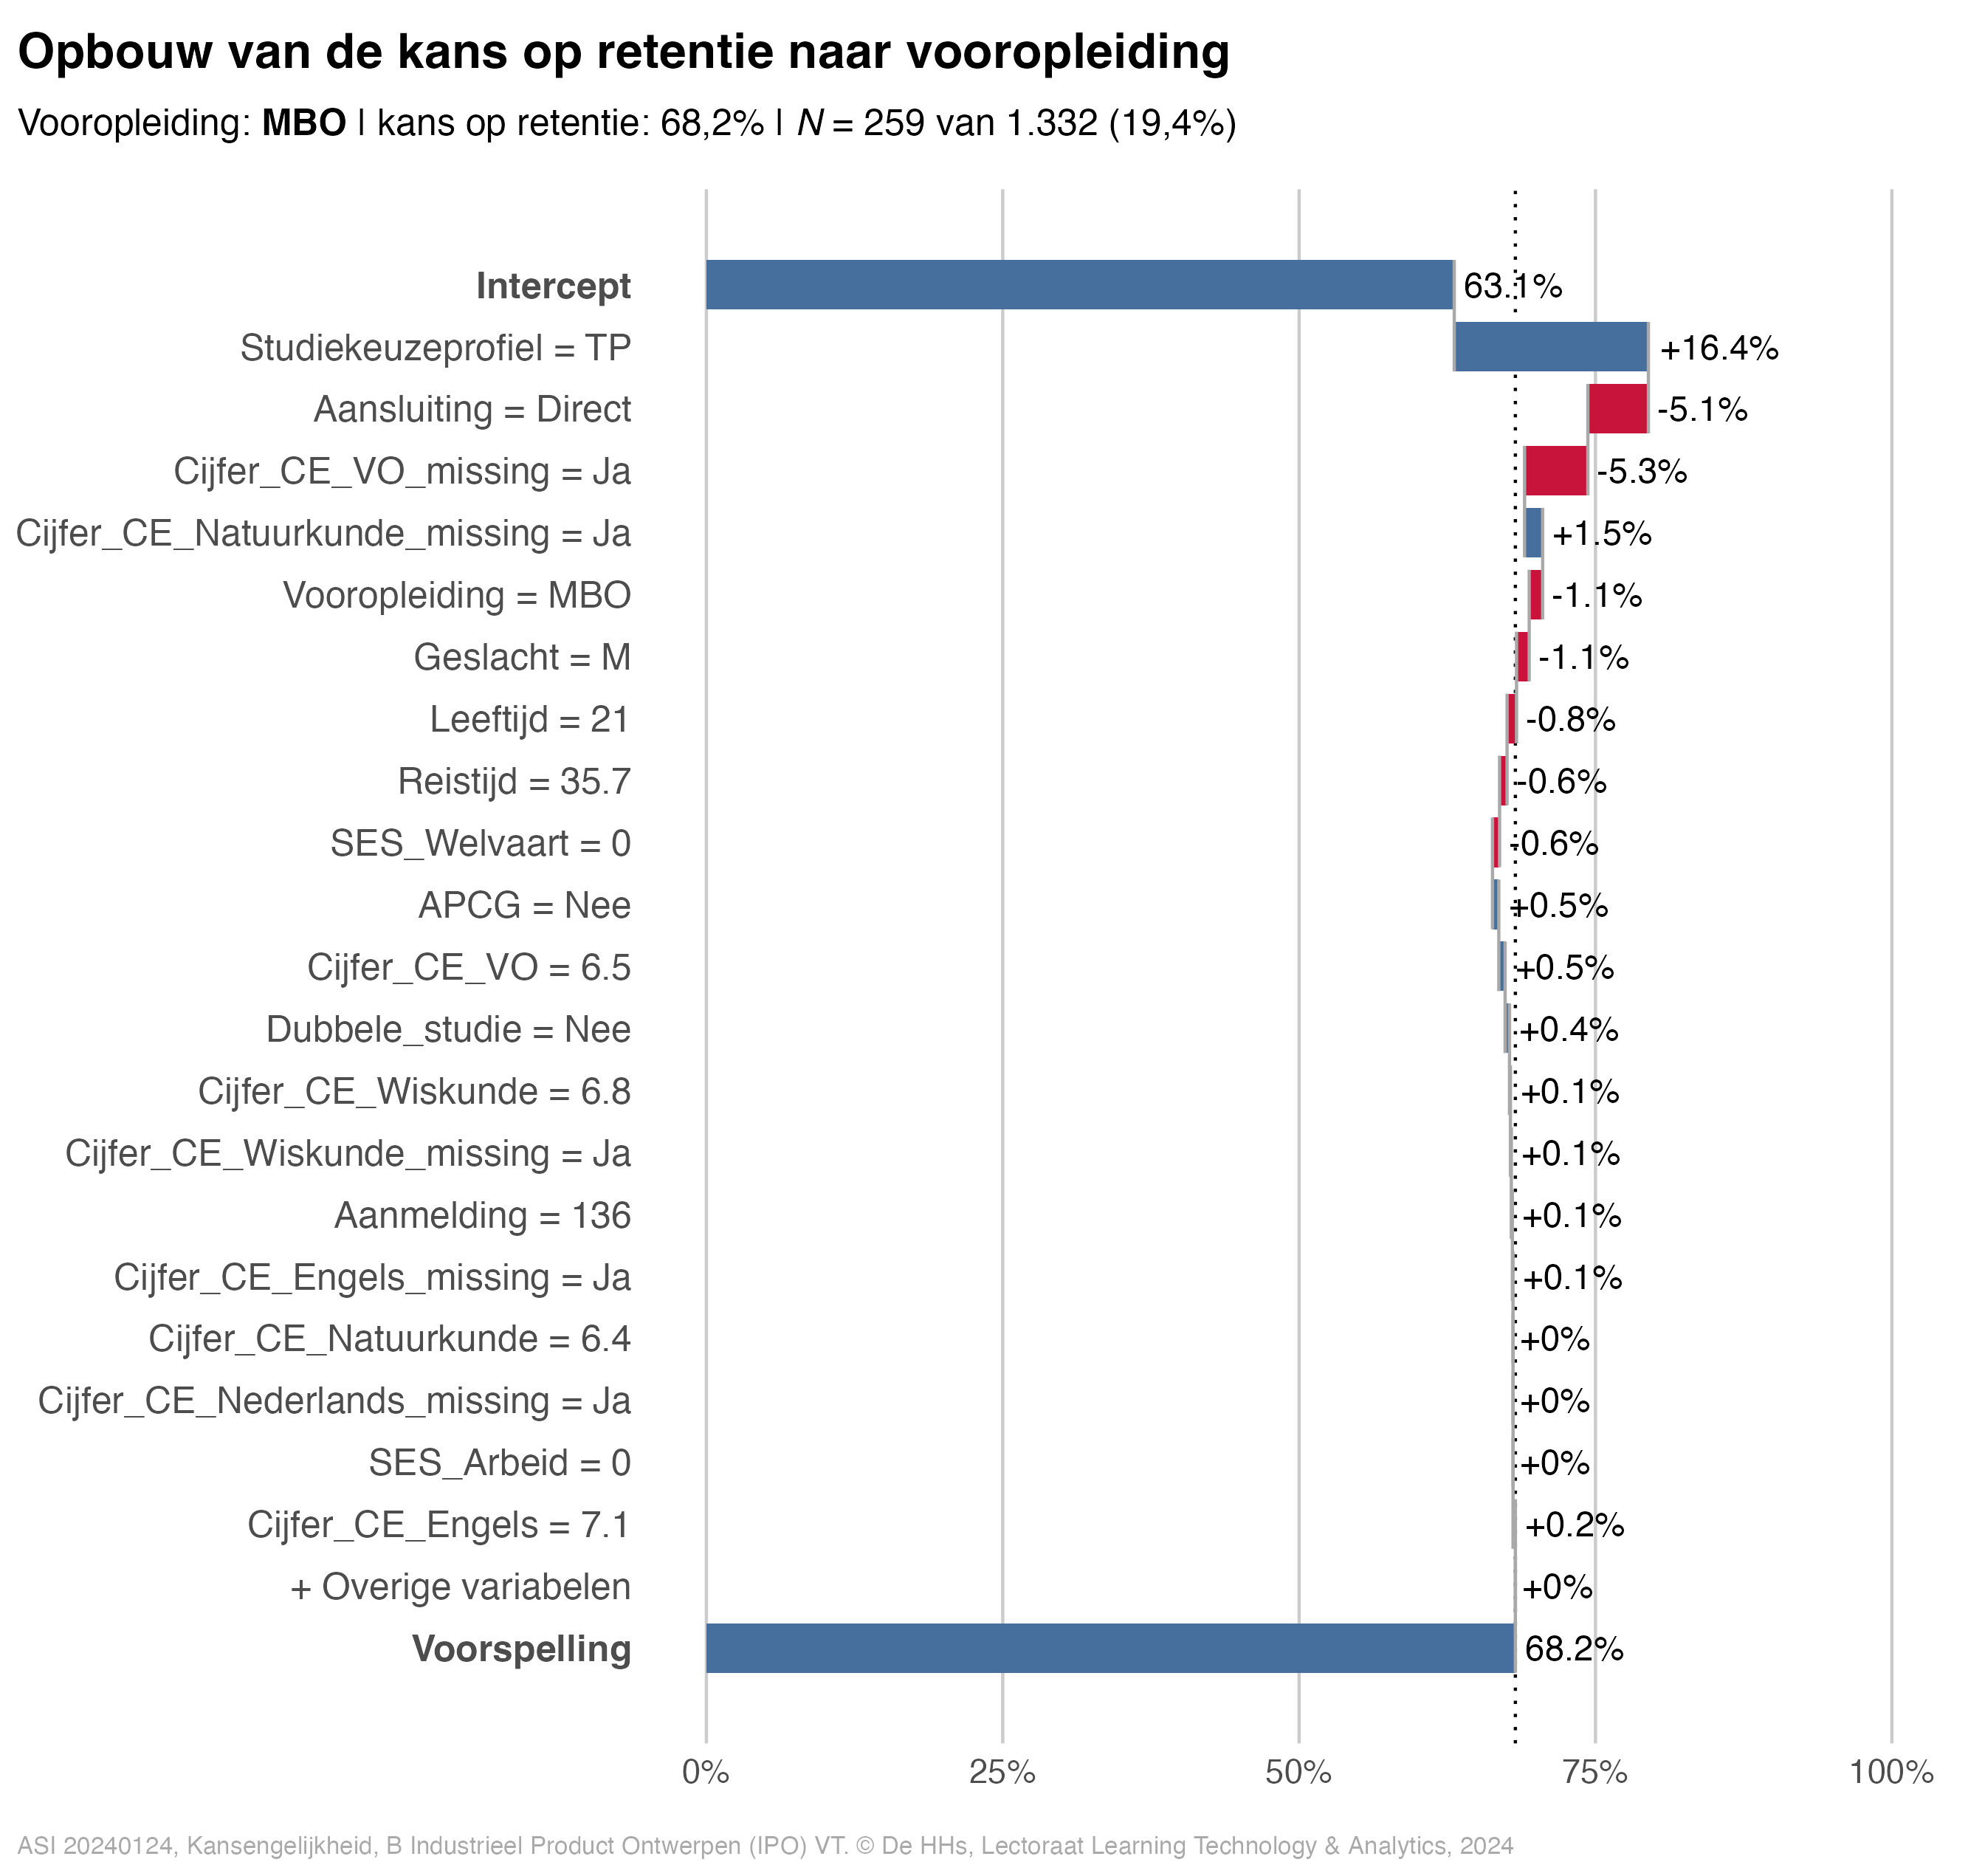 Opbouw van de kans op retentie naar vooropleiding
Vooropleiding: MBO | kans op retentie: 68,2% | N = 259 van 1.332 (19,4%)
Intercept 63.1%
Studiekeuzeprofiel = TP +16.4%
Aansluiting = Direct -5.1%
Cijfer_CE_VO_missing = Ja -5.3%
Cijfer_CE_Natuurkunde_missing = Ja +1.5%
Vooropleiding = MBO -1.1%
Geslacht = M -1.1%
Leeftijd = 21 -0.8%
Reistijd = 35.7 -0.6%
SES_Welvaart = 0 -0.6%
APCG = Nee +0.5%
Cijfer_CE_VO = 6.5 +0.5%
Dubbele_studie = Nee +0.4%
Cijfer_CE_Wiskunde = 6.8 +0.1%
Cijfer_CE_Wiskunde_missing = Ja +0.1%
Aanmelding = 136 +0.1%
Cijfer_CE_Engels_missing = Ja +0.1%
Cijfer_CE_Natuurkunde = 6.4 +0%
Cijfer_CE_Nederlands_missing = Ja +0%
SES_Arbeid = 0 +0%
Cijfer_CE_Engels = 7.1 +0.2%
+ Overige variabelen +0%
Voorspelling 68.2%
0% 25% 50% 75% 100%
ASI 20240124, Kansengelijkheid, B Industrieel Product Ontwerpen (IPO) VT. © De HHs, Lectoraat Learning Technology & Analytics, 2024